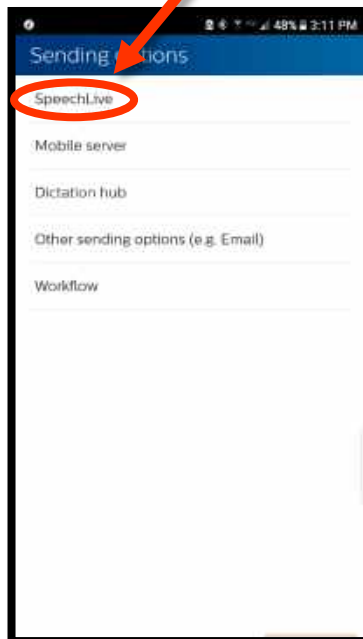 48% 3:11 PM
Sending options
SpeechLive
Mobile server
Dictation hub
Other sending options (e.g. Email)
Workflow